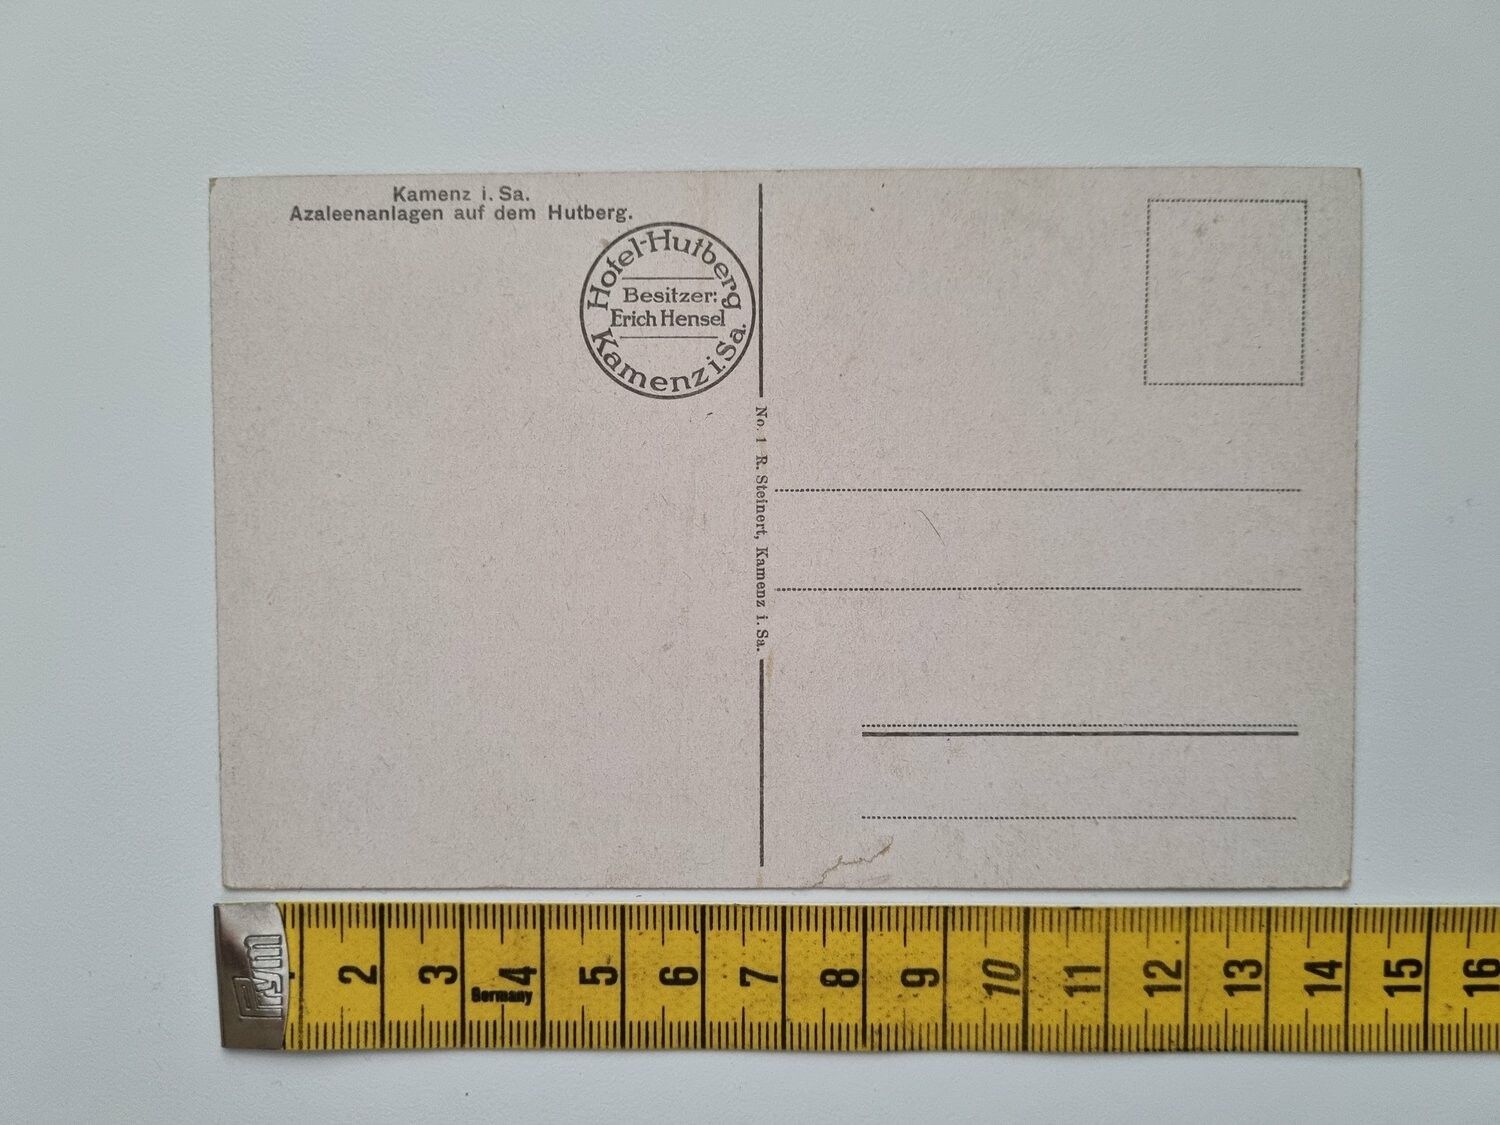 Kamenz i. Sa.
Azaleenanlagen auf dem Hutberg.
Hotel-Hutberg
Besitzer:
Erich Hensel
Kamenz i. Sa.
No. 1 R. Steinert, Kamenz i. Sa.
Prym
2 3 4 5 6 7 8 9 10 11 12 13 14 15 16
Germany